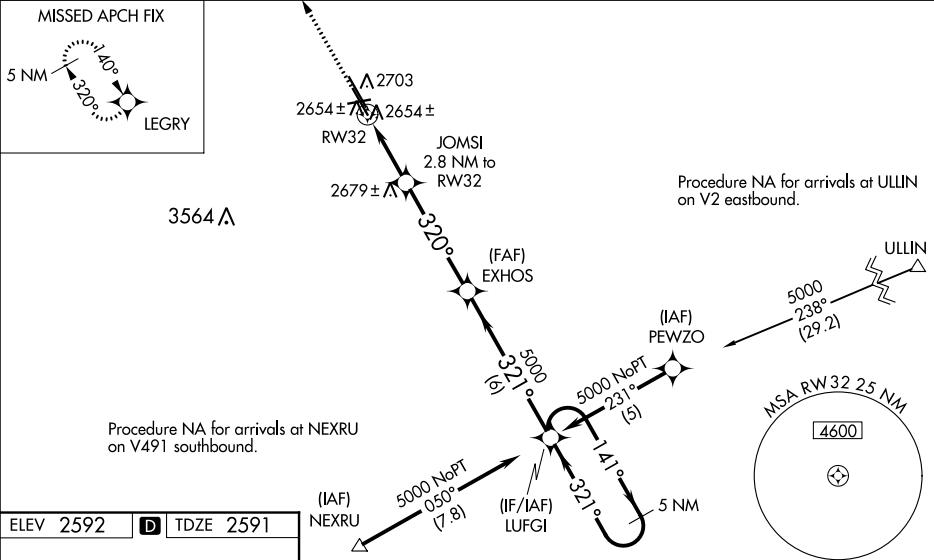 MISSED APCH FIX
5 NM
140°
320°
LEGRY
2703
2654 ±
2654 ±
RW32
JOMSI
2.8 NM to
RW32
2679 ±
3564
Procedure NA for arrivals at ULLIN
on V2 eastbound.
320°
(FAF)
EXHOS
ULLIN
5000
238°
(29.2)
(IAF)
PEWZO
5000
321°
(6)
5000 NoPT
231°
(5)
MSA RW32 25 NM
4600
Procedure NA for arrivals at NEXRU
on V491 southbound.
141°
321°
5 NM
(IF/IAF)
LUFGI
5000 NoPT
050°
(7.8)
(IAF)
NEXRU
ELEV 2592 D TDZE 2591